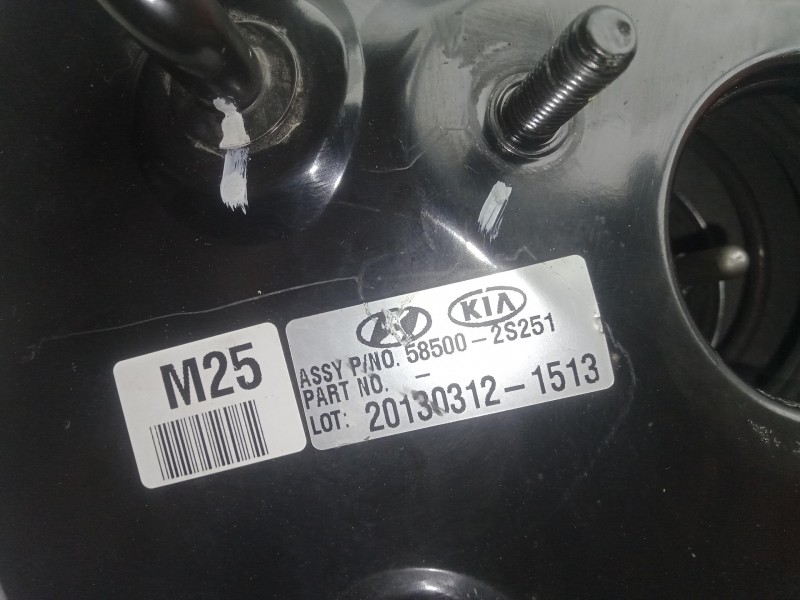 M25
KIA
ASSY P/NO. 58500-2S251
PART NO. -
LOT: 20130312-1513